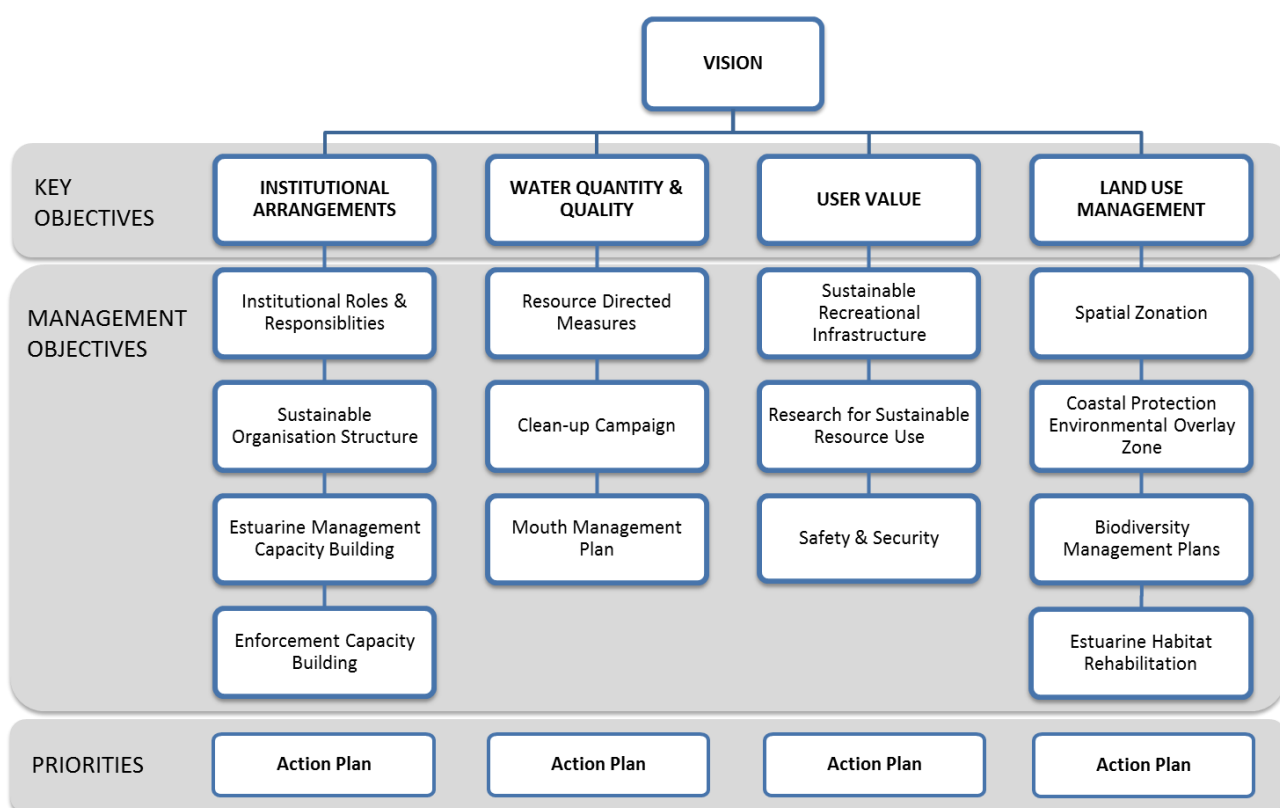 VISION
KEY
OBJECTIVES
INSTITUTIONAL
ARRANGEMENTS
WATER QUANTITY &
QUALITY
USER VALUE
LAND USE
MANAGEMENT
MANAGEMENT
OBJECTIVES
Institutional Roles &
Responsiblities
Resource Directed
Measures
Sustainable
Recreational
Infrastructure
Spatial Zonation
Sustainable
Organisation Structure
Clean-up Campaign
Research for Sustainable
Resource Use
Coastal Protection
Environmental Overlay
Zone
Estuarine Management
Capacity Building
Mouth Management
Plan
Safety & Security
Biodiversity
Management Plans
Enforcement Capacity
Building
Estuarine Habitat
Rehabilitation
PRIORITIES
Action Plan
Action Plan
Action Plan
Action Plan